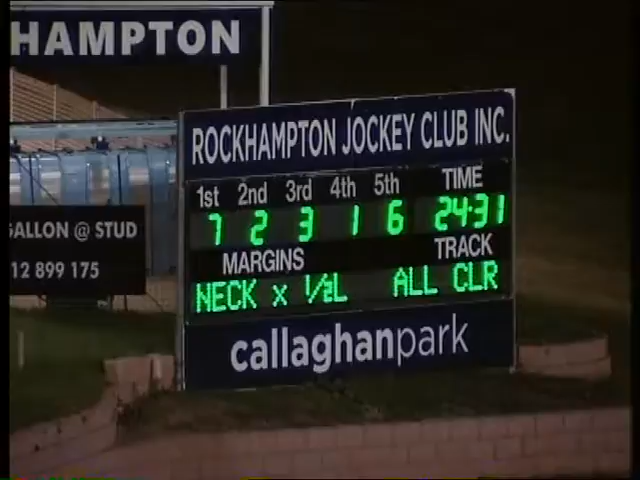 HAMPTON
ROCKHAMPTON JOCKEY CLUB INC.
1st 2nd 3rd 4th 5th TIME
7 2 3 1 6 24:31
MARGINS TRACK
NECK x 1/2L ALL CLR
callaghanpark
ALLON @ STUD
12 899 175